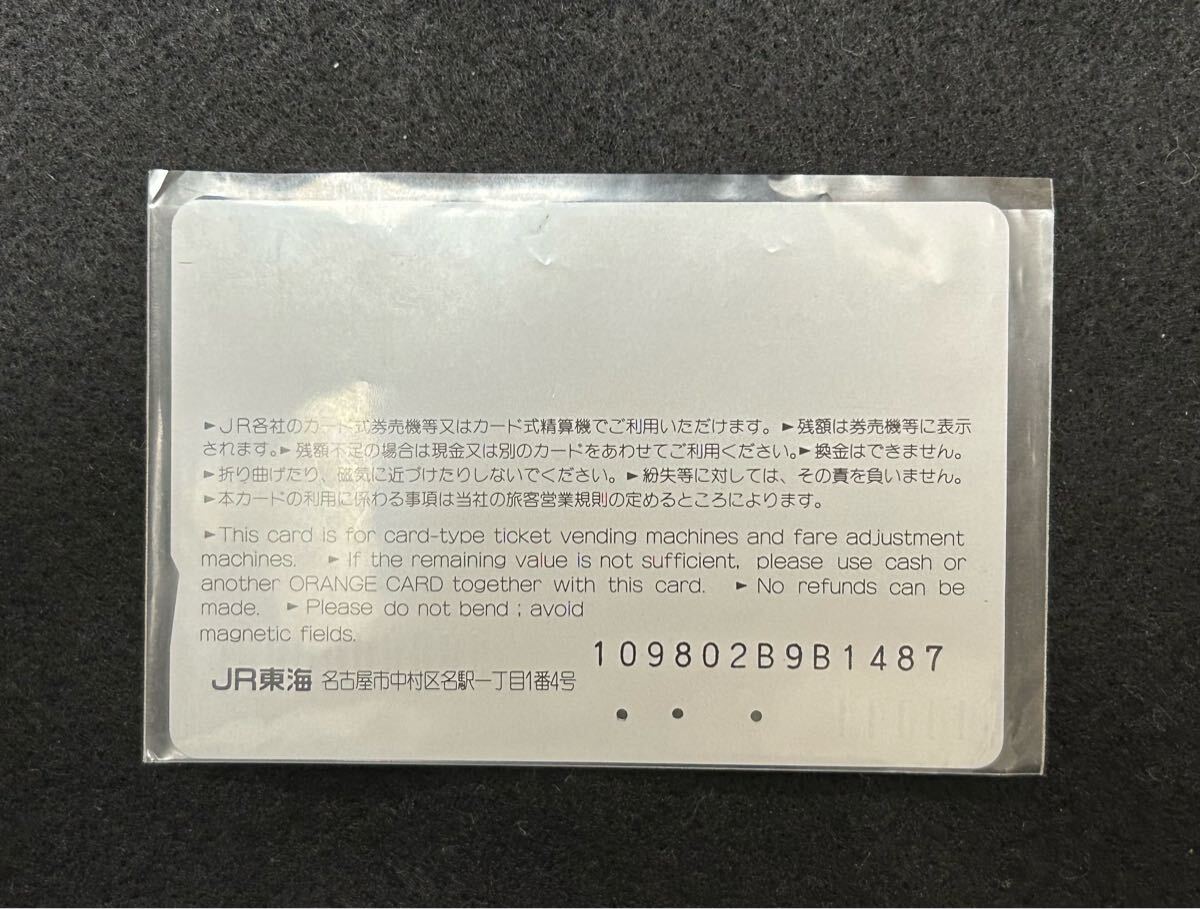 ►JR各社のカード式券売機等又はカード式精算機でご利用いただけます。►残額は券売機等に表示
されます。►残額不足の場合は現金又は別のカードをあわせてご利用ください。►換金はできません。
►折り曲げたり、磁気に近づけたりしないでください。►紛失等に対しては、その責を負いません。
►本カードの利用に係わる事項は当社の旅客営業規則の定めるところによります。
►This card is for card-type ticket vending machines and fare adjustment
machines. ►If the remaining value is not sufficient, please use cash or
another ORANGE CARD together with this card. ►No refunds can be
made. ►Please do not bend; avoid
magnetic fields.
109802B9B1487
JR東海 名古屋市中村区名駅一丁目1番4号